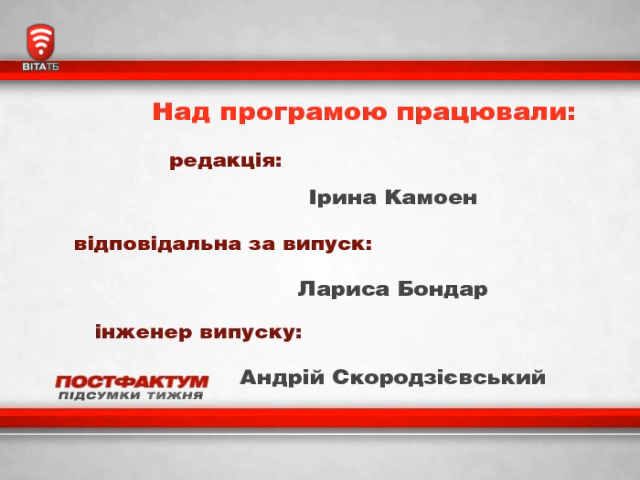 ВІТАТБ
Над програмою працювали:
редакція:
Ірина Камоен
відповідальна за випуск:
Лариса Бондар
інженер випуску:
Андрій Скородзієвський
ПОСТФАКТУМ
ПІДСУМКИ ТИЖНЯ